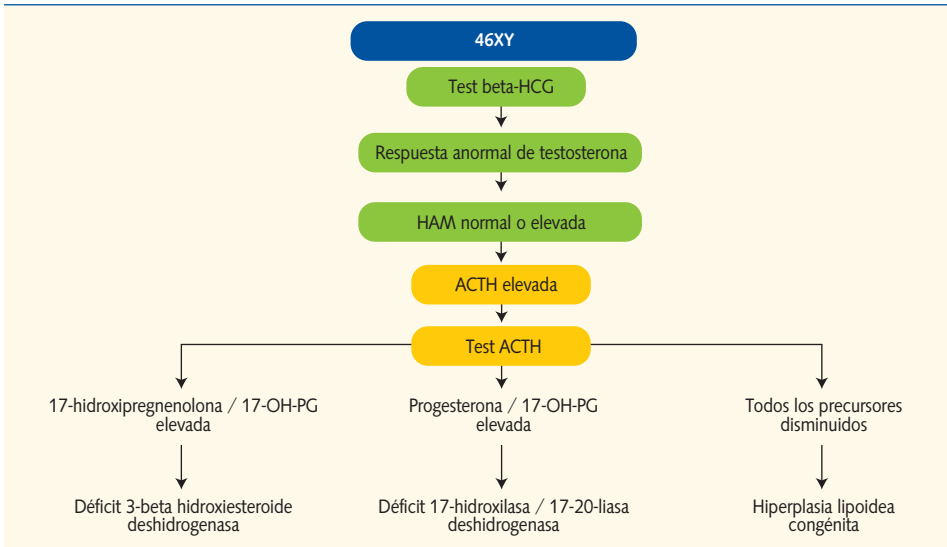 46XY
Test beta-HCG
Respuesta anormal de testosterona
HAM normal o elevada
ACTH elevada
Test ACTH
17-hidroxipregnenolona / 17-OH-PG
elevada
Progesterona / 17-OH-PG
elevada
Todos los precursores
disminuidos
Déficit 3-beta hidroxiesteroide
deshidrogenasa
Déficit 17-hidroxilasa / 17-20-liasa
deshidrogenasa
Hiperplasia lipoidea
congénita